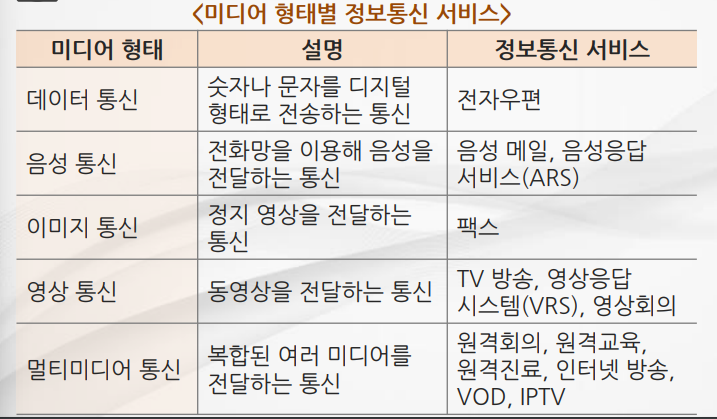 <미디어 형태별 정보통신 서비스>
미디어 형태 설명 정보통신 서비스
데이터 통신
숫자나 문자를 디지털
형태로 전송하는 통신
전자우편
음성 통신
전화망을 이용해 음성을
전달하는 통신
음성 메일, 음성응답
서비스(ARS)
이미지 통신
정지 영상을 전달하는
통신
팩스
영상 통신
동영상을 전달하는 통신
TV 방송, 영상응답
시스템(VRS), 영상회의
멀티미디어 통신
복합된 여러 미디어를
전달하는 통신
원격회의, 원격교육,
원격진료, 인터넷 방송,
VOD, IPTV